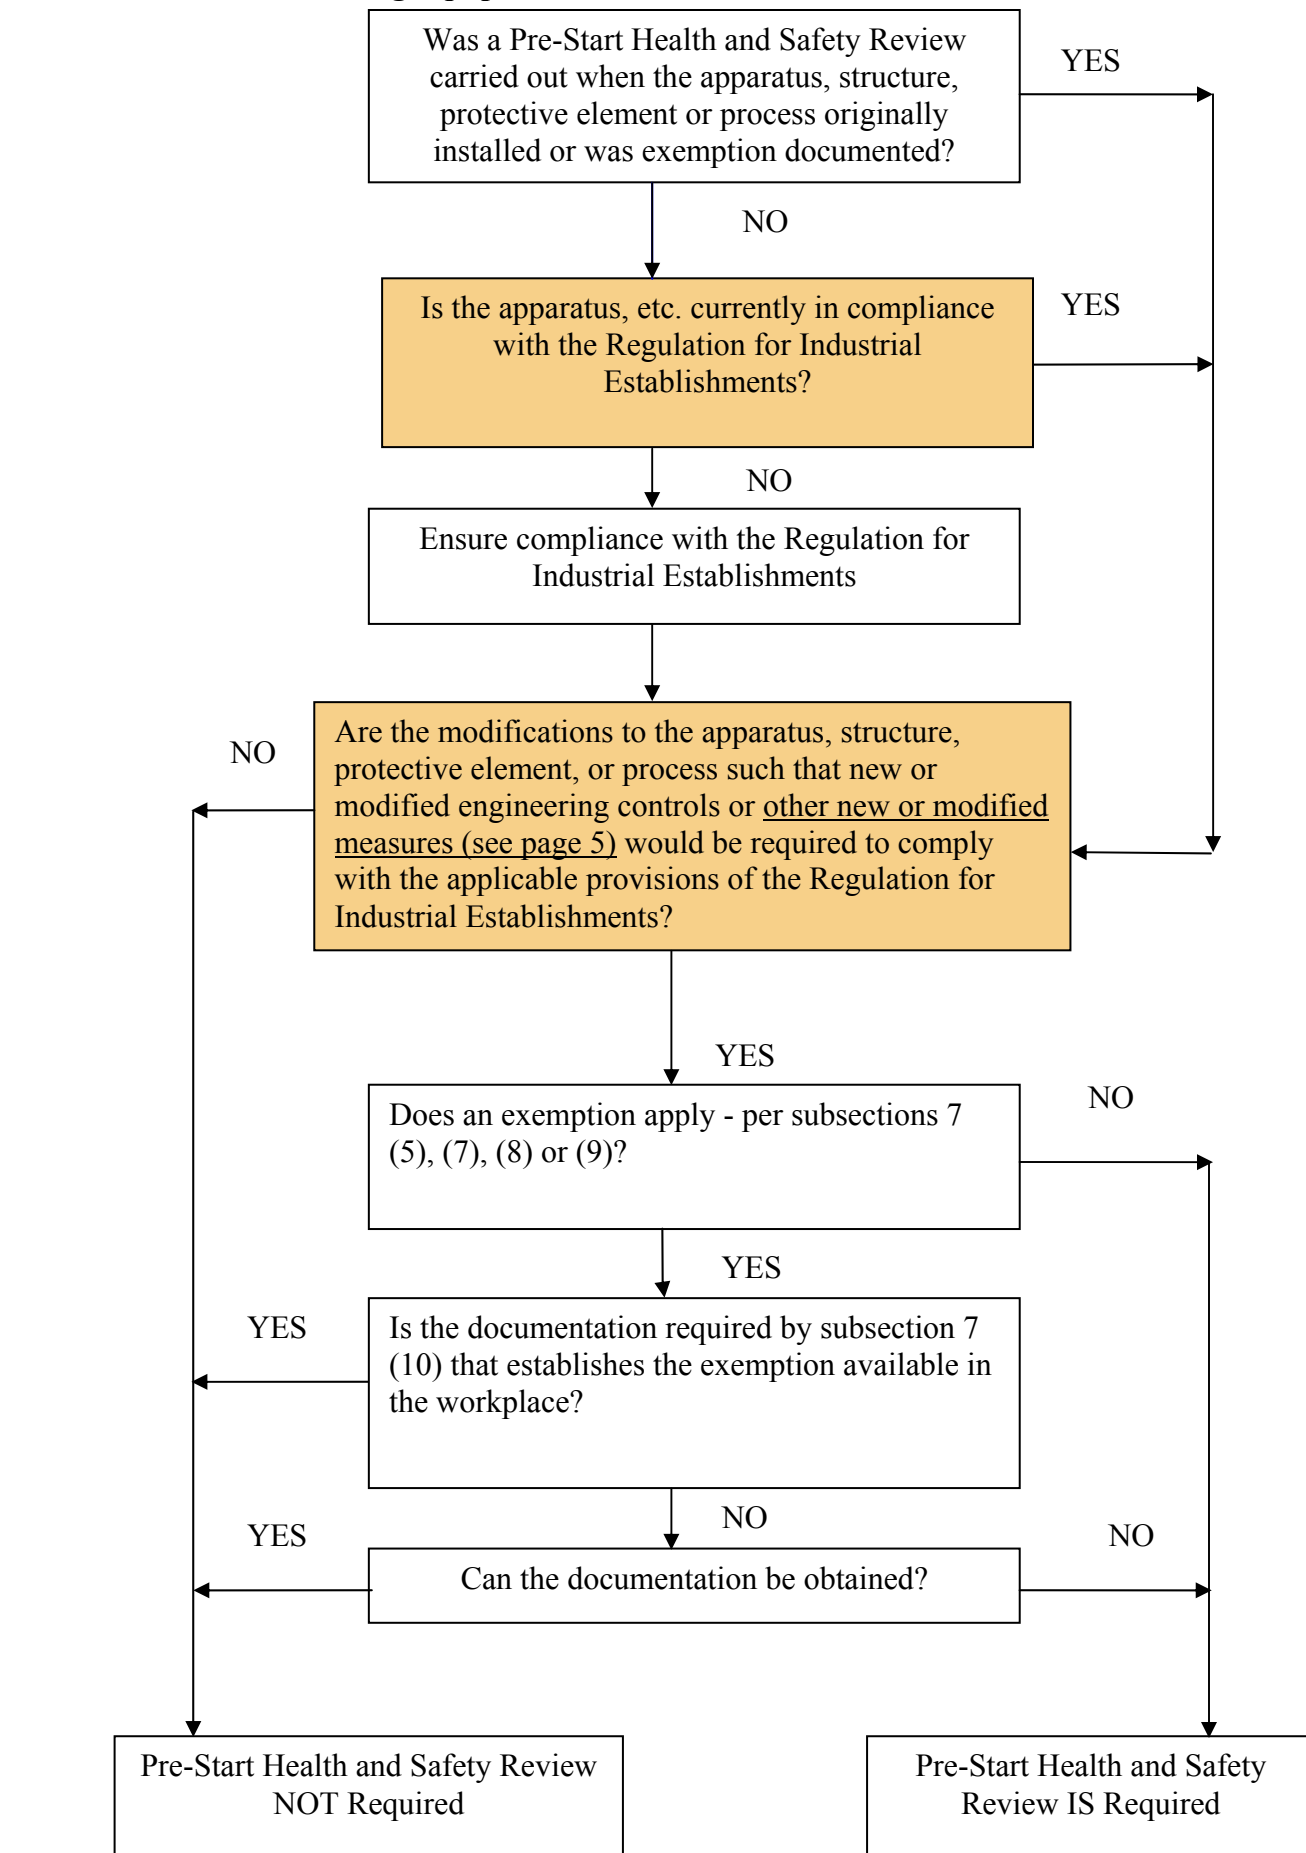 Was a Pre-Start Health and Safety Review
carried out when the apparatus, structure,
protective element or process originally
installed or was exemption documented?
YES
NO
Is the apparatus, etc. currently in compliance
with the Regulation for Industrial
Establishments?
YES
NO
Ensure compliance with the Regulation for
Industrial Establishments
NO
Are the modifications to the apparatus, structure,
protective element, or process such that new or
modified engineering controls or other new or modified
measures (see page 5) would be required to comply
with the applicable provisions of the Regulation for
Industrial Establishments?
YES
Does an exemption apply - per subsections 7
(5), (7), (8) or (9)?
NO
YES
YES
Is the documentation required by subsection 7
(10) that establishes the exemption available in
the workplace?
NO
YES
Can the documentation be obtained?
NO
Pre-Start Health and Safety Review
NOT Required
Pre-Start Health and Safety
Review IS Required